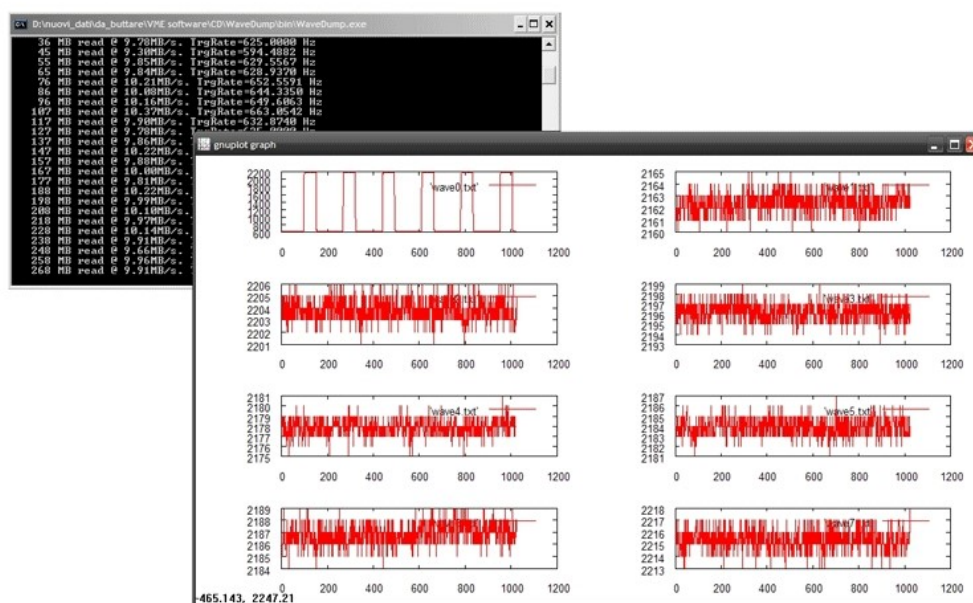 D:\nuovi_dati\da_buttare\VME software\CD\WaveDump\bin\WaveDump.exe
36 MB read @ 9.78MB/s. TrgRate=625.0000 Hz
45 MB read @ 9.30MB/s. TrgRate=594.4882 Hz
55 MB read @ 9.85MB/s. TrgRate=629.5567 Hz
65 MB read @ 9.84MB/s. TrgRate=628.9370 Hz
76 MB read @ 10.21MB/s. TrgRate=652.5591 Hz
86 MB read @ 10.08MB/s. TrgRate=644.3350 Hz
96 MB read @ 10.16MB/s. TrgRate=649.6063 Hz
107 MB read @ 10.37MB/s. TrgRate=663.0542 Hz
117 MB read @ 9.90MB/s. TrgRate=632.8740 Hz
127 MB read @ 9.78MB/s. TrgRate=625.0000 Hz
137 MB read @ 9.86MB/s.
147 MB read @ 10.22MB/s.
157 MB read @ 9.88MB/s.
167 MB read @ 10.00MB/s.
177 MB read @ 9.81MB/s.
188 MB read @ 10.22MB/s.
198 MB read @ 9.99MB/s.
208 MB read @ 10.10MB/s.
218 MB read @ 9.97MB/s.
228 MB read @ 10.14MB/s.
238 MB read @ 9.91MB/s.
248 MB read @ 9.66MB/s.
258 MB read @ 9.96MB/s.
268 MB read @ 9.91MB/s.
gnuplot graph
2200
2000
1800
1600
1400
1200
1000
800
600
'wave0.txt'
0 200 400 600 800 1000 1200
2165
2164
2163
2162
2161
2160
0 200 400 600 800 1000 1200
2206
2205
2204
2203
2202
2201
0 200 400 600 800 1000 1200
2199
2198
2197
2196
2195
2194
2193
'wave3.txt'
0 200 400 600 800 1000 1200
2181
2180
2179
2178
2177
2176
2175
'wave4.txt'
0 200 400 600 800 1000 1200
2187
2186
2185
2184
2183
2182
2181
'wave5.txt'
0 200 400 600 800 1000 1200
2189
2188
2187
2186
2185
2184
0 200 400 600 800 1000 1200
2218
2217
2216
2215
2214
2213
0 200 400 600 800 1000 1200
-465.143, 2247.21